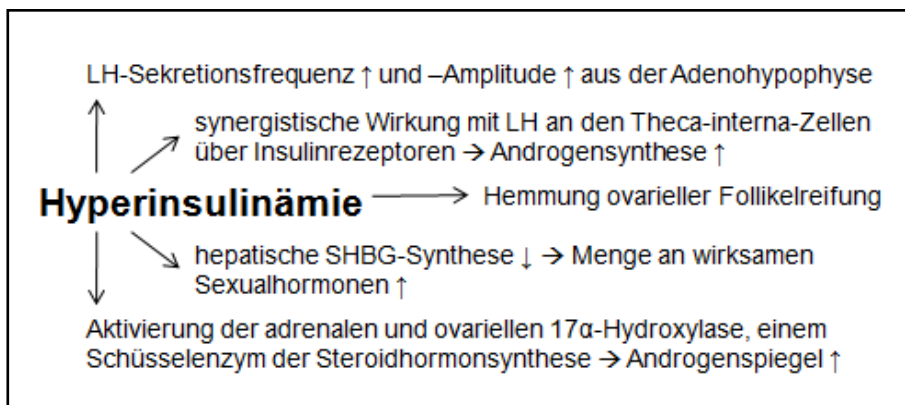 LH-Sekretionsfrequenz ↑ und –Amplitude ↑ aus der Adenohypophyse
synergistische Wirkung mit LH an den Theca-interna-Zellen
über Insulinrezeptoren → Androgensynthese ↑
Hyperinsulinämie → Hemmung ovarieller Follikelreifung
hepatische SHBG-Synthese ↓ → Menge an wirksamen
Sexualhormonen ↑
Aktivierung der adrenalen und ovariellen 17α-Hydroxylase, einem
Schüsselenzym der Steroidhormonsynthese → Androgenspiegel ↑